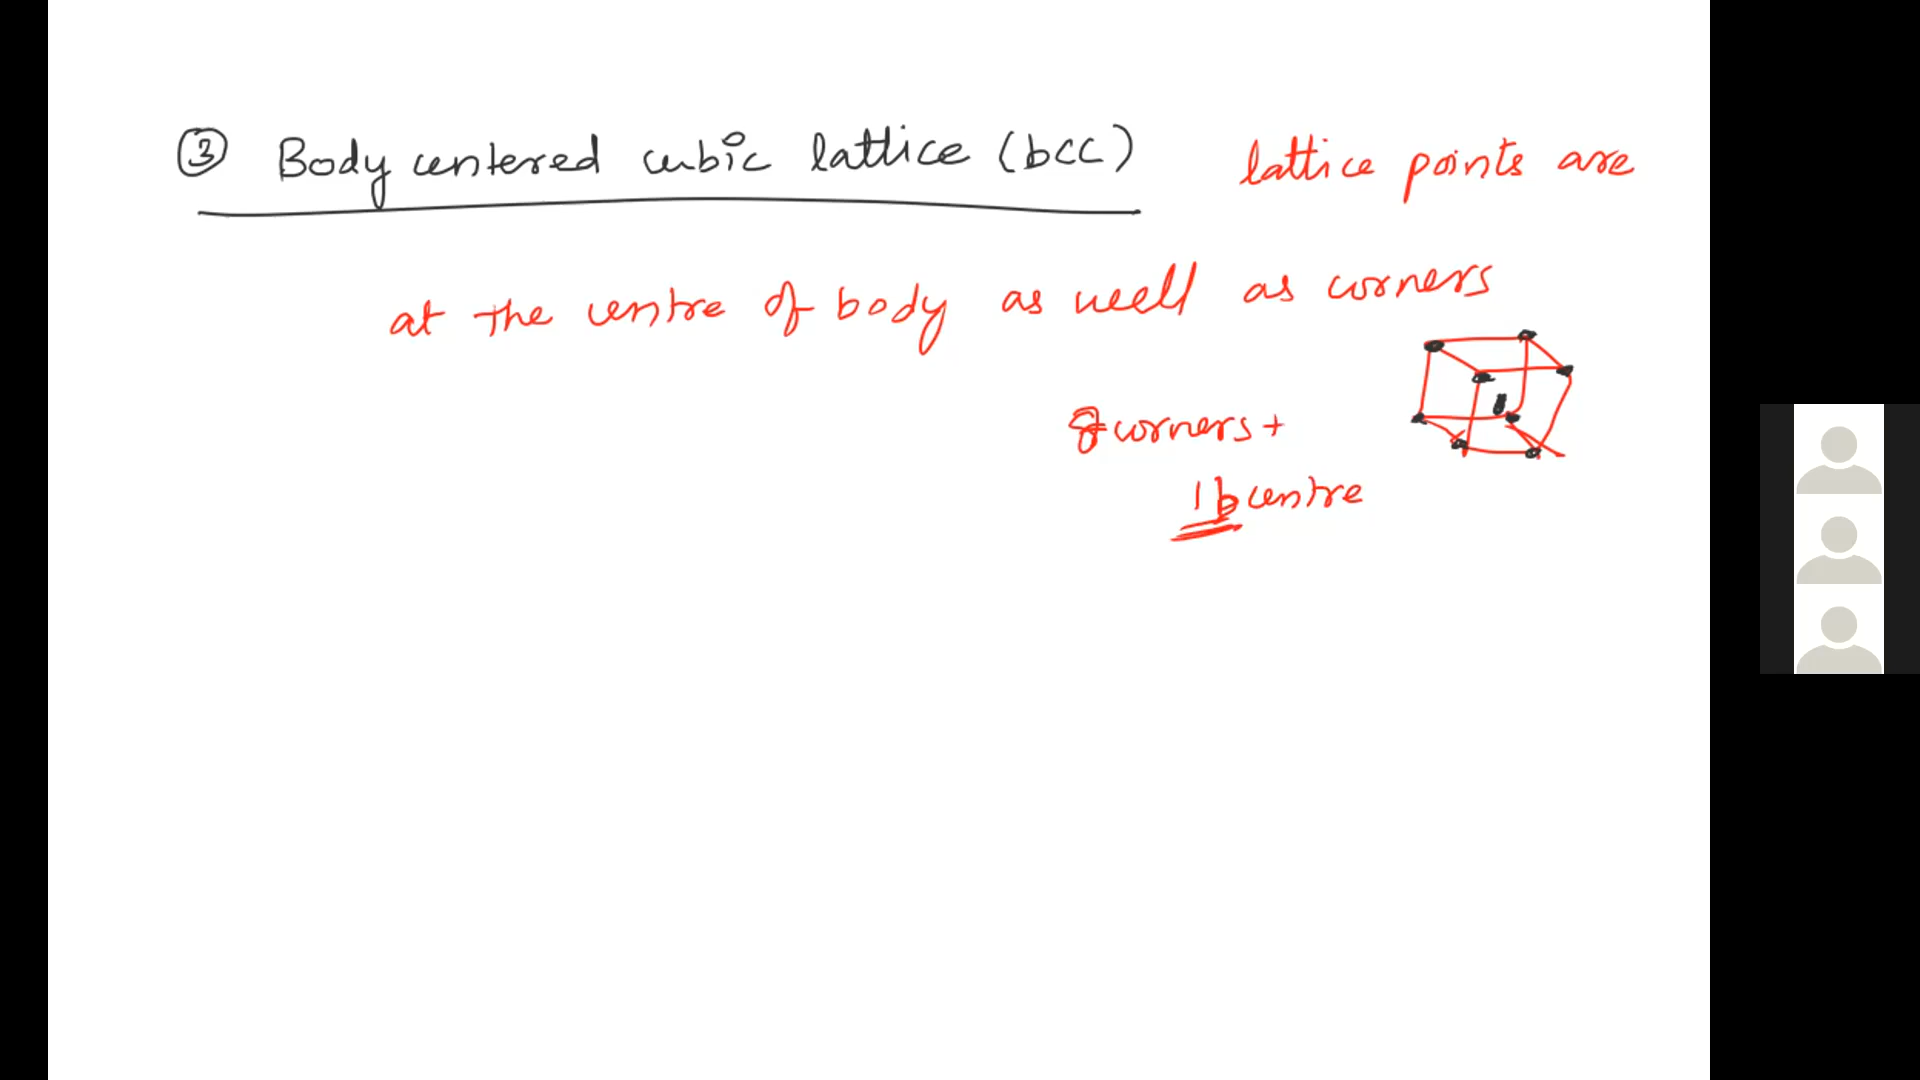 ③ Body centered cubic lattice (bcc) lattice points are
at the centre of body as well as corners
8 corners +
1 b centre